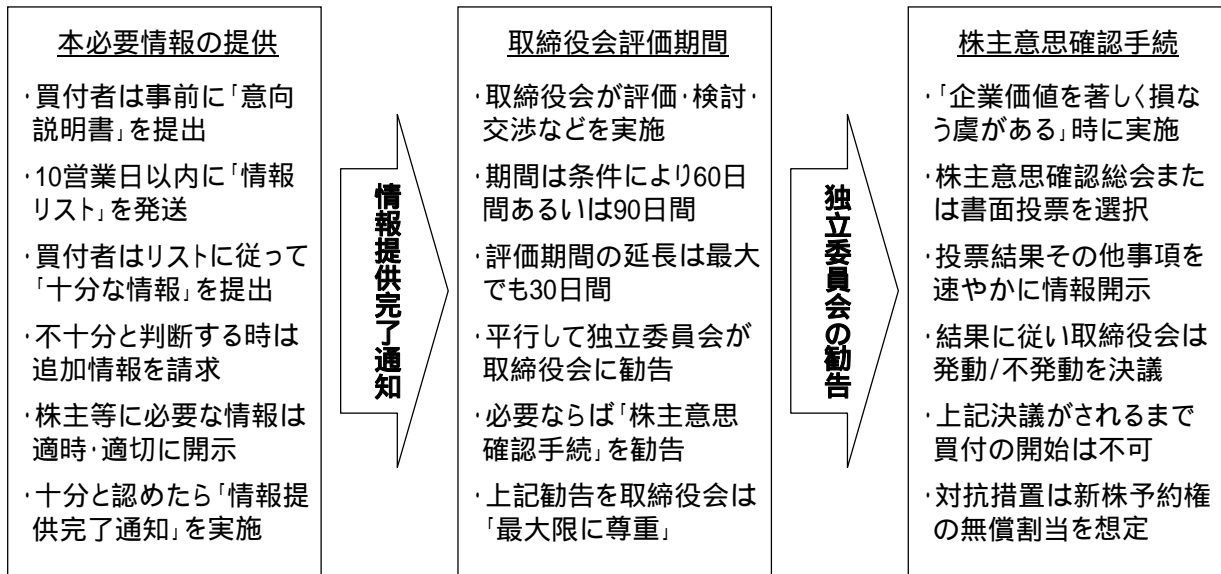 本必要情報の提供
・買付者は事前に「意向
説明書」を提出
・10営業日以内に「情報
リスト」を発送
・買付者はリストに従って
「十分な情報」を提出
・不十分と判断する時は
追加情報を請求
・株主等に必要な情報は
適時・適切に開示
・十分と認めたら「情報提
供完了通知」を実施
情報提供完了通知
取締役会評価期間
・取締役会が評価・検討・
交渉などを実施
・期間は条件により60日
間あるいは90日間
・評価期間の延長は最大
でも30日間
・平行して独立委員会が
取締役会に勧告
・必要ならば「株主意思
確認手続」を勧告
・上記勧告を取締役会は
「最大限に尊重」
独立委員会の勧告
株主意思確認手続
・「企業価値を著しく損な
う虞がある」時に実施
・株主意思確認総会また
は書面投票を選択
・投票結果その他事項を
速やかに情報開示
・結果に従い取締役会は
発動/不発動を決議
・上記決議がされるまで
買付の開始は不可
・対抗措置は新株予約権
の無償割当を想定